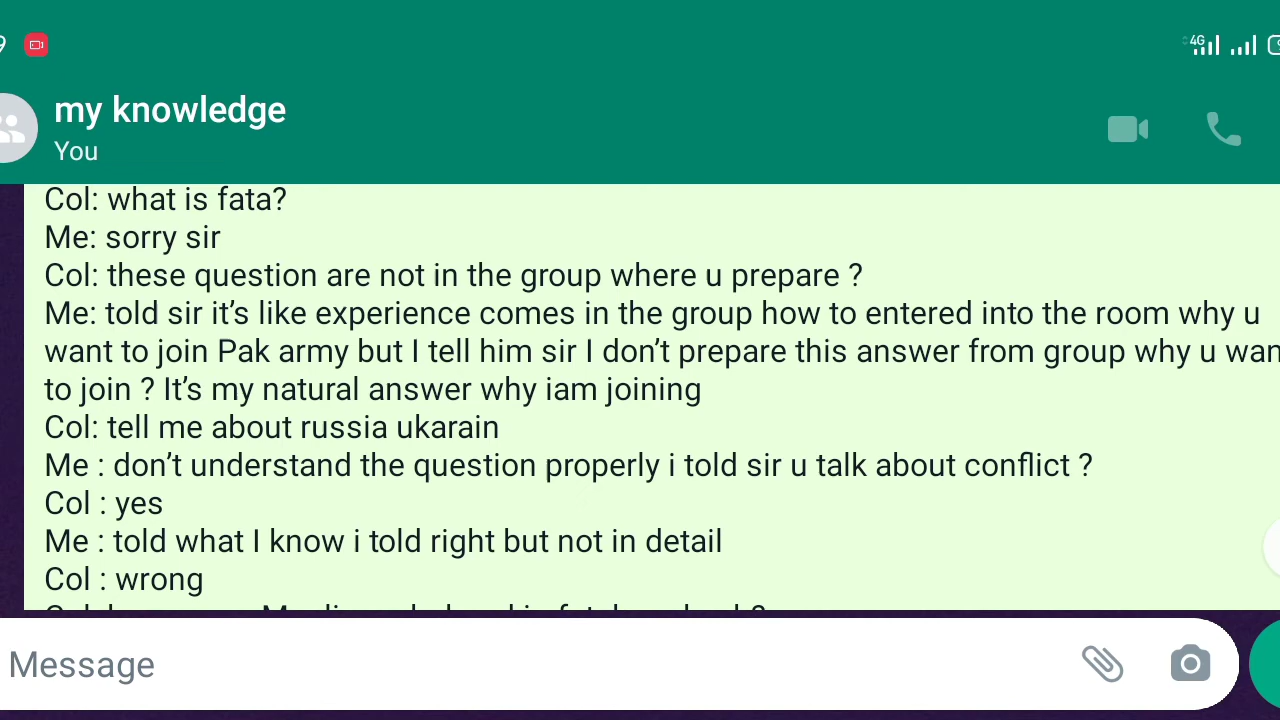 4G
my knowledge
You
Col: what is fata?
Me: sorry sir
Col: these question are not in the group where u prepare ?
Me: told sir it’s like experience comes in the group how to entered into the room why u
want to join Pak army but I tell him sir I don’t prepare this answer from group why u wan
to join ? It’s my natural answer why iam joining
Col: tell me about russia ukarain
Me : don’t understand the question properly i told sir u talk about conflict ?
Col : yes
Me : told what I know i told right but not in detail
Col : wrong
Message